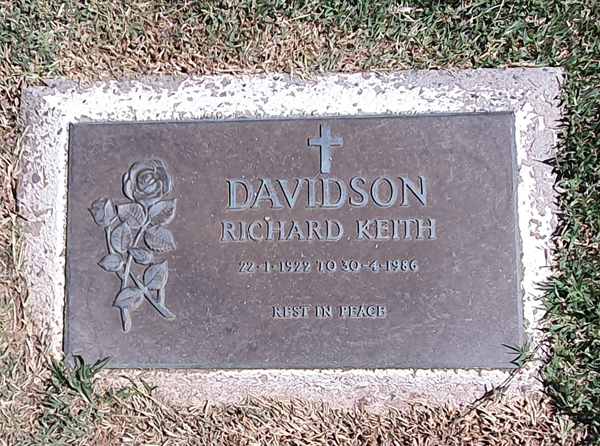 DAVIDSON
RICHARD KEITH
22-1-1922 TO 30-4-1986
REST IN PEACE